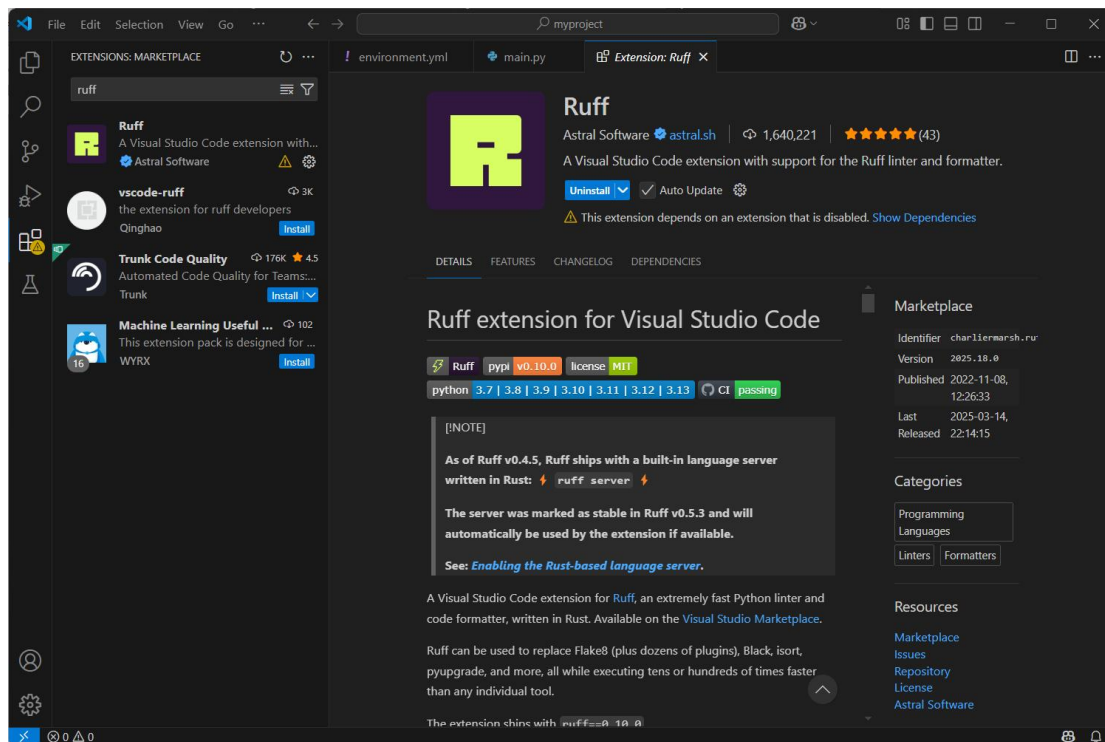 File Edit Selection View Go ··· myproject
EXTENSIONS: MARKETPLACE
ruff
Ruff
A Visual Studio Code extension with...
Astral Software
vscode-ruff 3K
the extension for ruff developers
Qinghao Install
Trunk Code Quality 176K 4.5
Automated Code Quality for Teams:...
Trunk Install
Machine Learning Useful ... 102
This extension pack is designed for ...
WYRX Install
16
! environment.yml main.py Extension: Ruff
Ruff
Astral Software astral.sh 1,640,221 (43)
A Visual Studio Code extension with support for the Ruff linter and formatter.
Uninstall Auto Update
This extension depends on an extension that is disabled. Show Dependencies
DETAILS FEATURES CHANGELOG DEPENDENCIES
Ruff extension for Visual Studio Code
Ruff pypi v0.10.0 license MIT
python 3.7 | 3.8 | 3.9 | 3.10 | 3.11 | 3.12 | 3.13 CI passing
[!NOTE]
As of Ruff v0.4.5, Ruff ships with a built-in language server
written in Rust: ruff server
The server was marked as stable in Ruff v0.5.3 and will
automatically be used by the extension if available.
See: Enabling the Rust-based language server.
A Visual Studio Code extension for Ruff, an extremely fast Python linter and
code formatter, written in Rust. Available on the Visual Studio Marketplace.
Ruff can be used to replace Flake8 (plus dozens of plugins), Black, isort,
pyupgrade, and more, all while executing tens or hundreds of times faster
than any individual tool.
The extension ships with ruff==0.10.0
Marketplace
Identifier charliermarsh.ru
Version 2025.18.0
Published 2022-11-08,
12:26:33
Last 2025-03-14,
Released 22:14:15
Categories
Programming
Languages
Linters Formatters
Resources
Marketplace
Issues
Repository
License
Astral Software
0 0